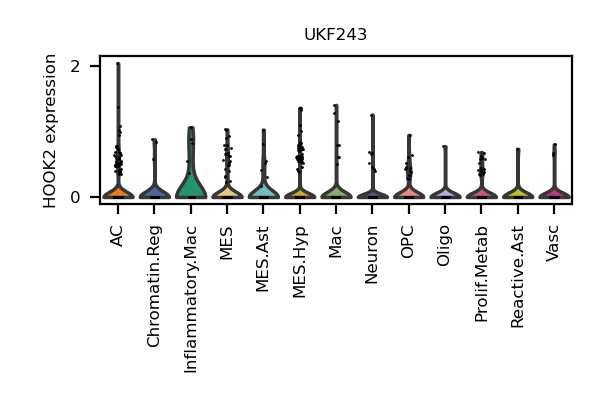 UKF243
HOOK2 expression
2
0
AC
Chromatin.Reg
Inflammatory.Mac
MES
MES.Ast
MES.Hyp
Mac
Neuron
OPC
Oligo
Prolif.Metab
Reactive.Ast
Vasc